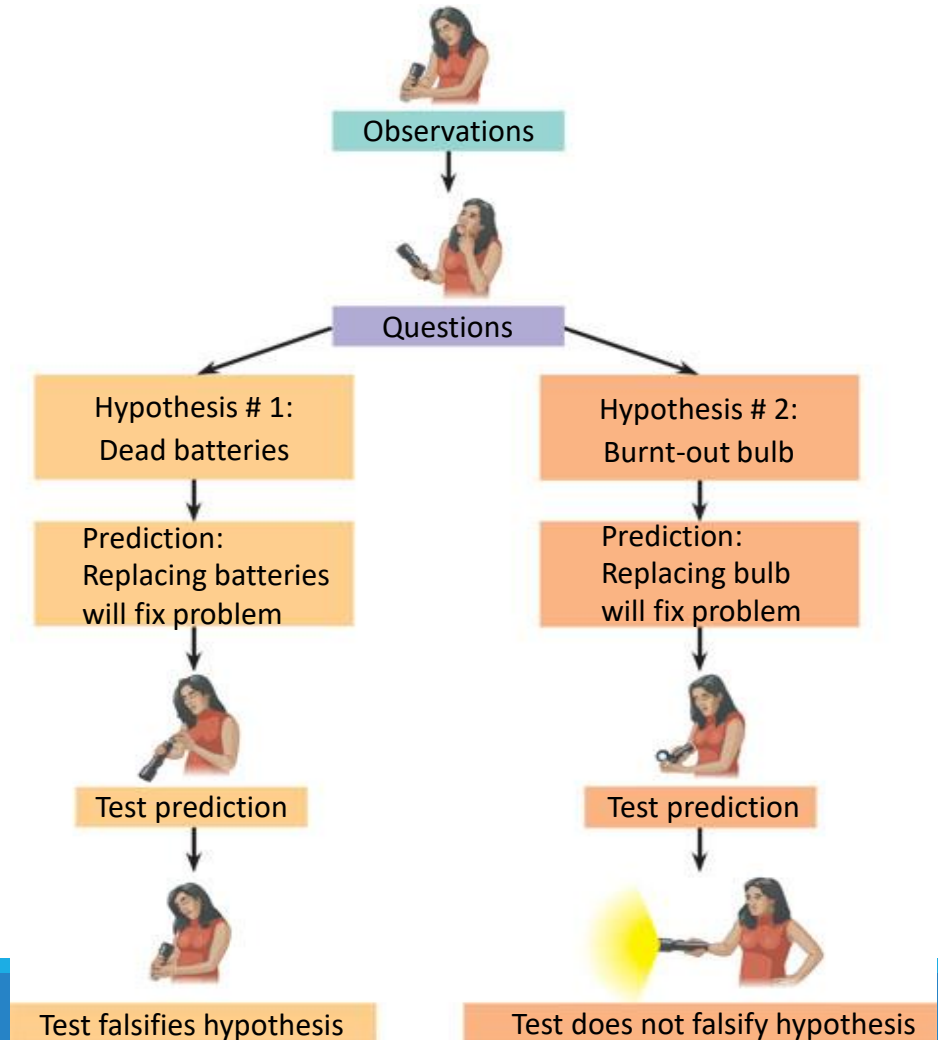 Observations
Questions
Hypothesis # 1:
Dead batteries
Hypothesis # 2:
Burnt-out bulb
Prediction:
Replacing batteries
will fix problem
Prediction:
Replacing bulb
will fix problem
Test prediction
Test prediction
Test falsifies hypothesis
Test does not falsify hypothesis